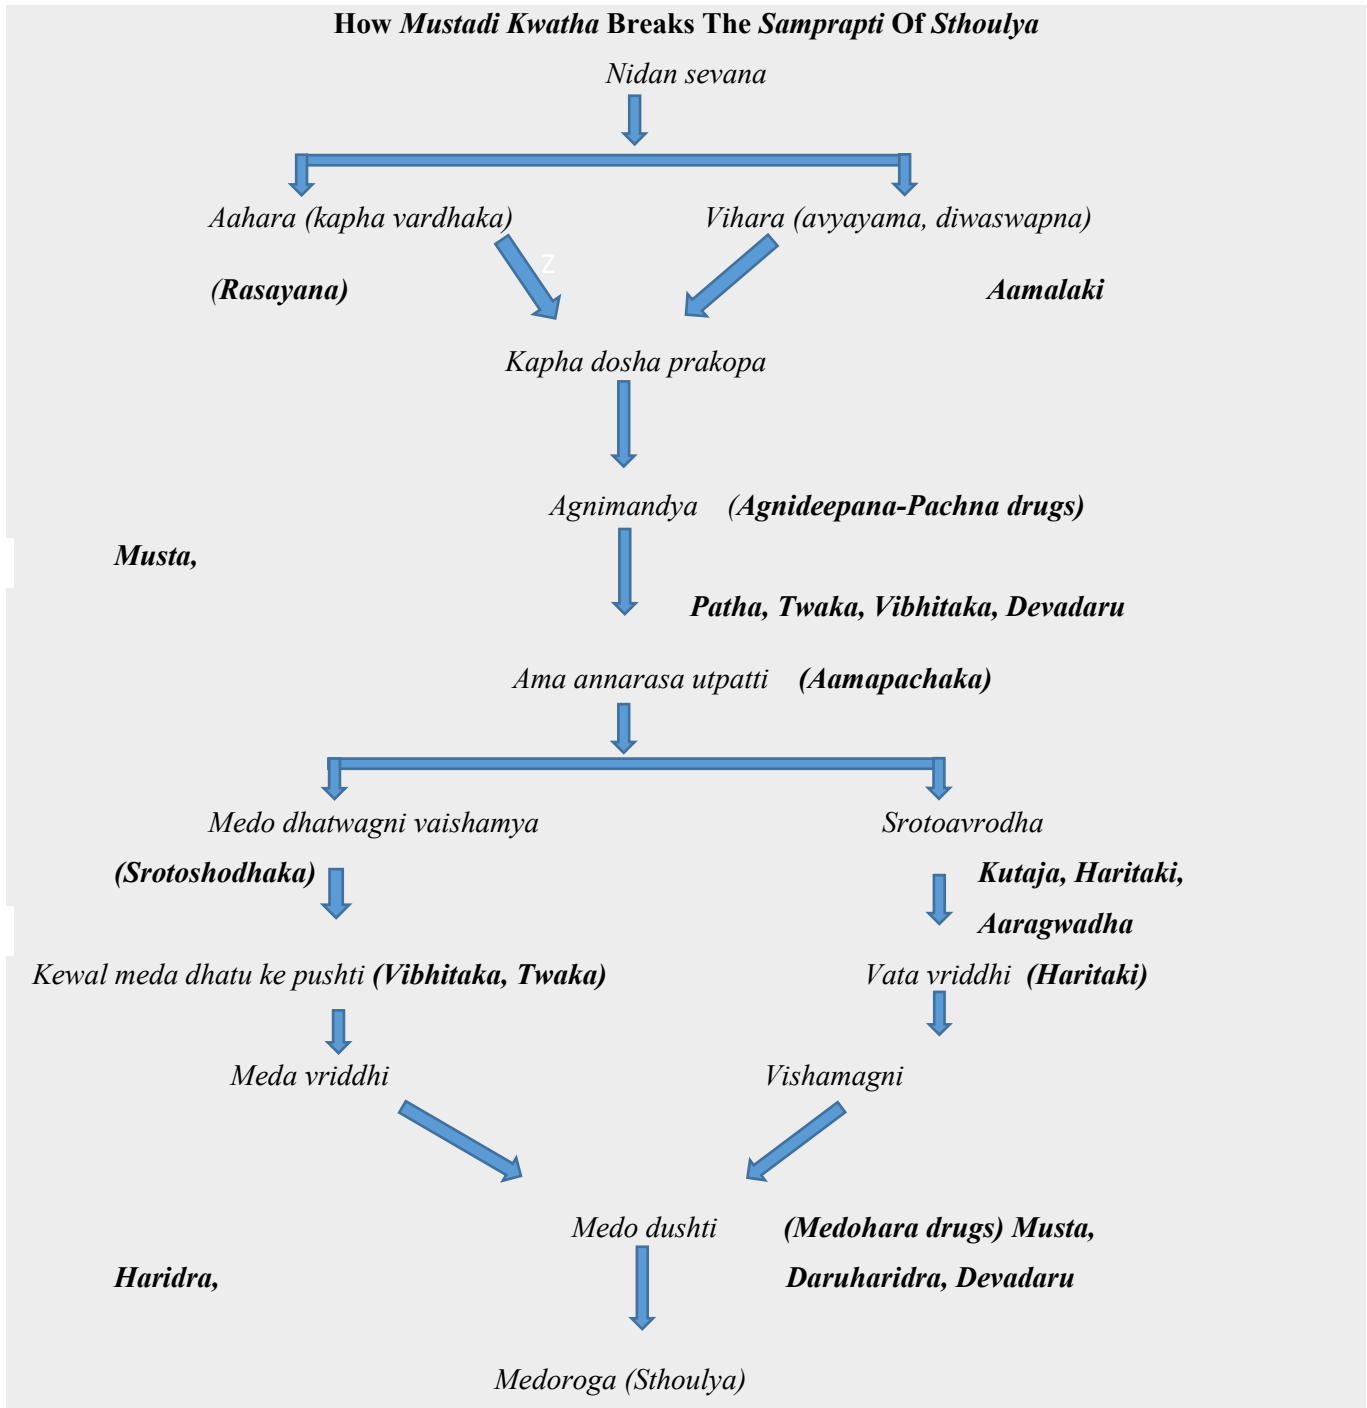 How Mustadi Kwatha Breaks The Samprapti Of Sthoulya
Nidan sevana
Aahara (kapha vardhaka) Vihara (avyayama, diwaswapna)
Z
(Rasayana) Aamalaki
Kapha dosha prakopa
Agnimandya (Agnideepana-Pachna drugs)
Musta,
Patha, Twaka, Vibhitaka, Devadaru
Ama annarasa utpatti (Aamapachaka)
Medo dhatwagni vaishamya Srotoavrodha
(Srotoshodhaka) Kutaja, Haritaki,
Aaragwadha
Kewal meda dhatu ke pushti (Vibhitaka, Twaka) Vata vriddhi (Haritaki)
Meda vriddhi Vishamagni
Medo dushti (Medohara drugs) Musta,
Haridra, Daruharidra, Devadaru
Medoroga (Sthoulya)